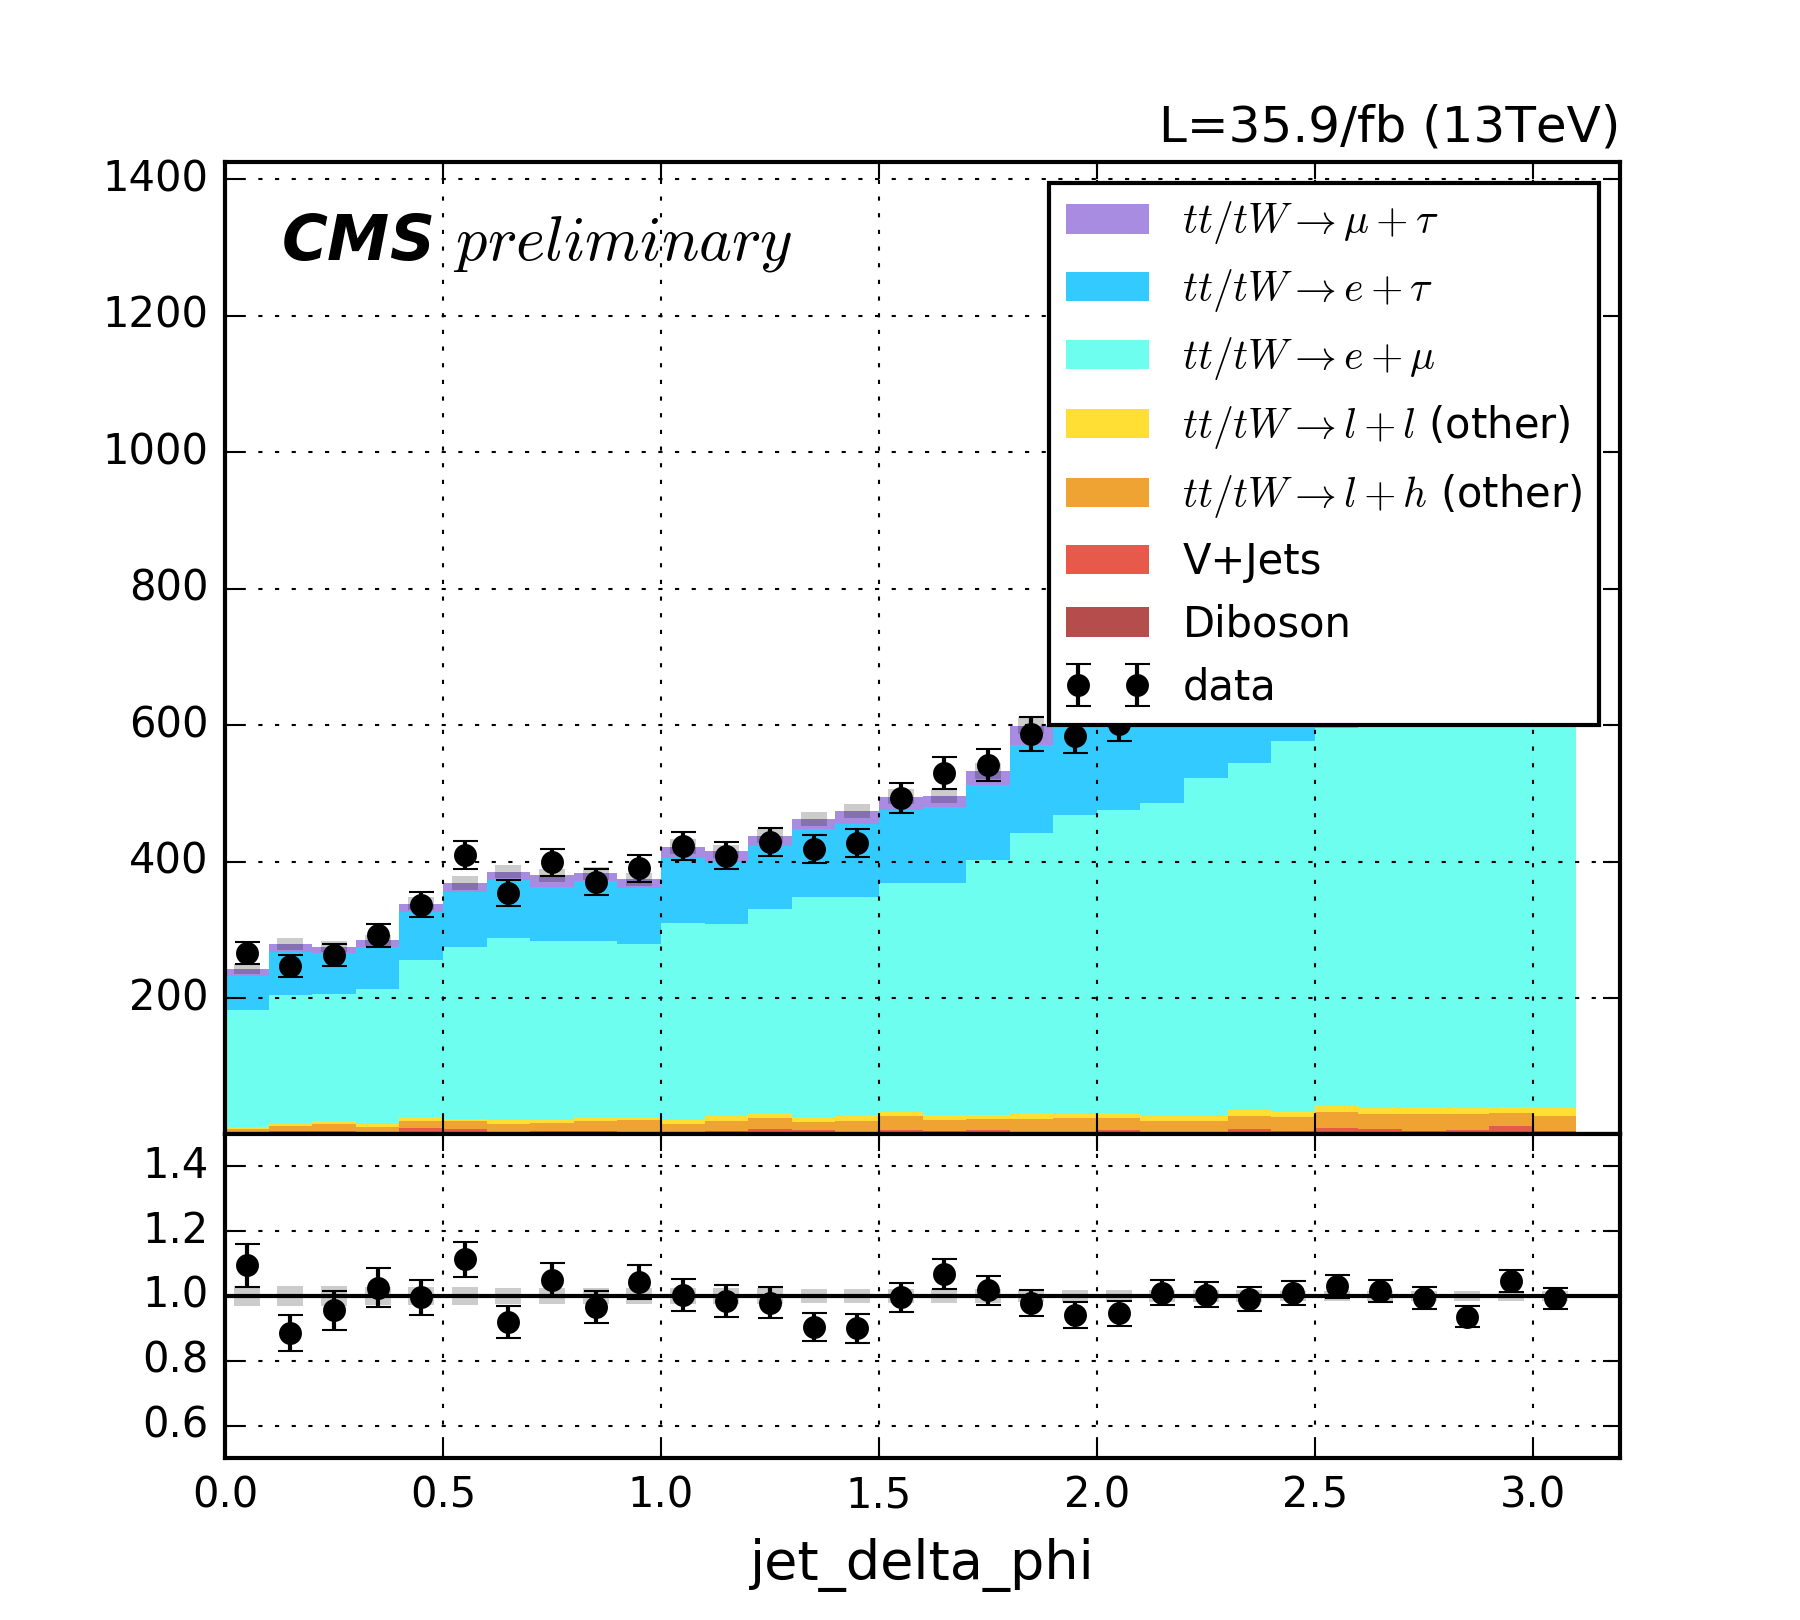 L=35.9/fb (13TeV)
CMS preliminary
1400
1200
1000
800
600
400
200
tt/tW→μ+τ
tt/tW→e+τ
tt/tW→e+μ
tt/tW→l+l (other)
tt/tW→l+h (other)
V+Jets
Diboson
data
1.4
1.2
1.0
0.8
0.6
0.0 0.5 1.0 1.5 2.0 2.5 3.0
jet_delta_phi